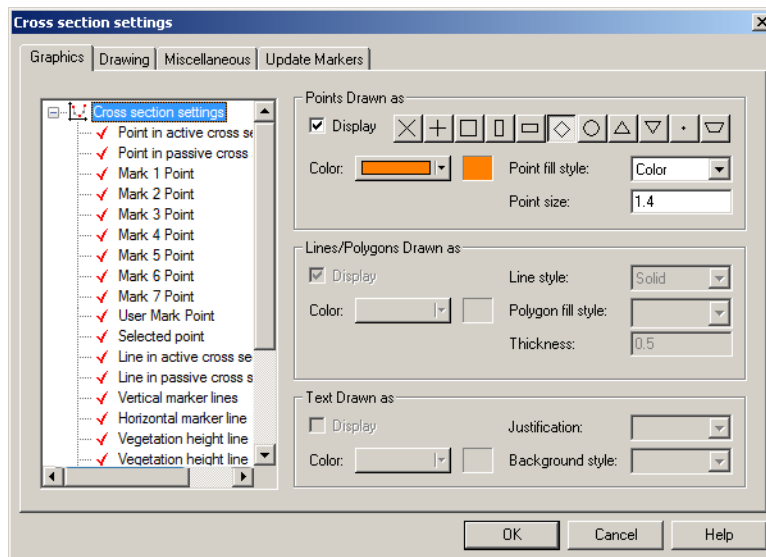 Cross section settings
Graphics Drawing Miscellaneous Update Markers
Cross section settings
Point in active cross se
Point in passive cross
Mark 1 Point
Mark 2 Point
Mark 3 Point
Mark 4 Point
Mark 5 Point
Mark 6 Point
Mark 7 Point
User Mark Point
Selected point
Line in active cross se
Line in passive cross s
Vertical marker lines
Horizontal marker line
Vegetation height line
Vegetation height line
Points Drawn as
Display
Color: Point fill style: Color
Point size: 1.4
Lines/Polygons Drawn as
Display Line style: Solid
Color: Polygon fill style:
Thickness: 0.5
Text Drawn as
Display Justification:
Color: Background style:
OK Cancel Help